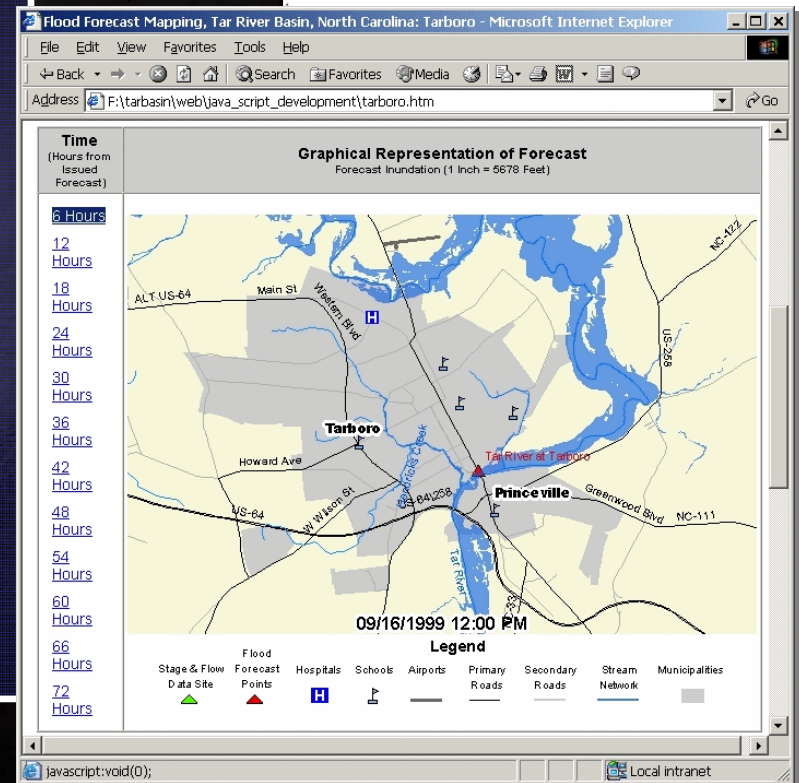 Flood Forecast Mapping, Tar River Basin, North Carolina: Tarboro - Microsoft Internet Explorer
File Edit View Favorites Tools Help
Back Search Favorites Media
Address F:\tarbasin\web\java_script_development\tarboro.htm Go
Time
(Hours from
Issued
Forecast)
Graphical Representation of Forecast
Forecast Inundation (1 Inch = 5678 Feet)
6 Hours
12
Hours
18
Hours
24
Hours
30
Hours
36
Hours
42
Hours
48
Hours
54
Hours
60
Hours
66
Hours
72
Hours
NC-122
ALT US-64
Main St
Western Blvd
US-258
Tarboro
Hendricks Creek
Tar River at Tarboro
Howard Ave
Princeville
US-64\258
Greenwood Blvd
NC-111
US-64
W Wilson St
Tar River
C-33
09/16/1999 12:00 PM
Legend
Stage & Flow
Data Site
Flood
Forecast
Points
Hospitals
H
Schools
Airports
Primary
Roads
Secondary
Roads
Stream
Network
Municipalities
javascript:void(0);
Local intranet